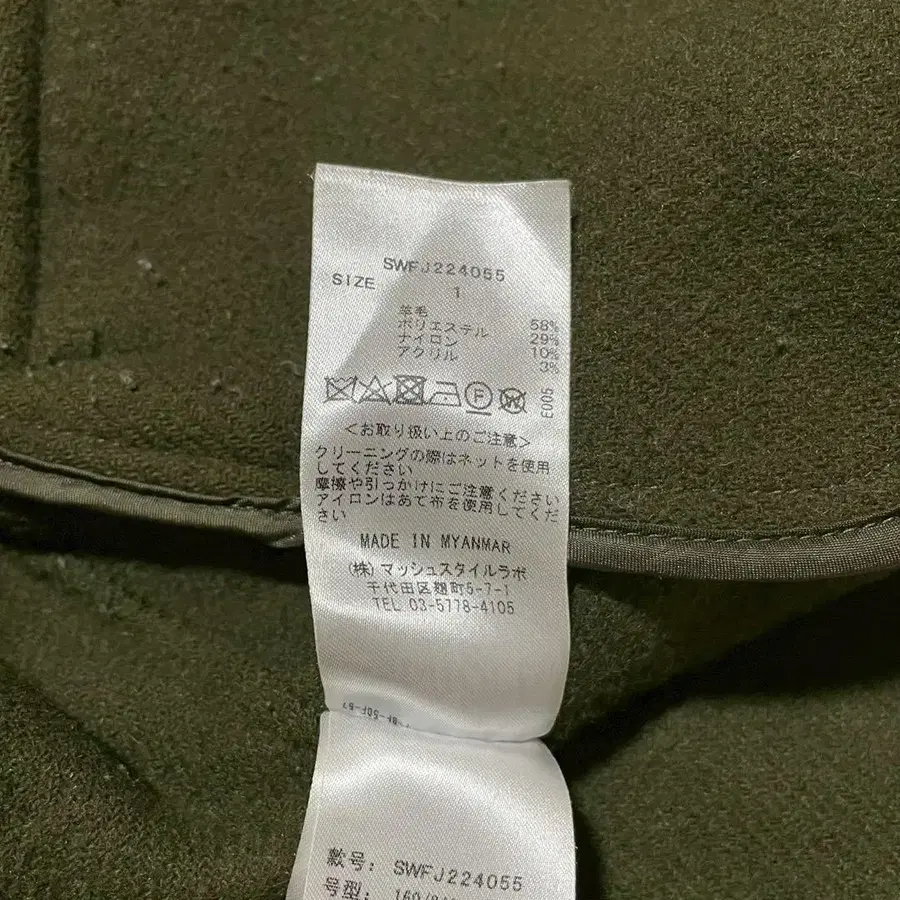 SWFJ224055
SIZE 1
羊毛 58%
ポリエステル 29%
ナイロン 10%
アクリル 3%
E005
<お取り扱い上のご注意>
クリーニングの際はネットを使用
してください
摩擦や引っかけにご注意ください
アイロンはあて布を使用してくだ
さい
MADE IN MYANMAR
(株)マッシュスタイルラボ
千代田区麹町5-7-1
TEL 03-5778-4105
款号: SWFJ224055
号型: